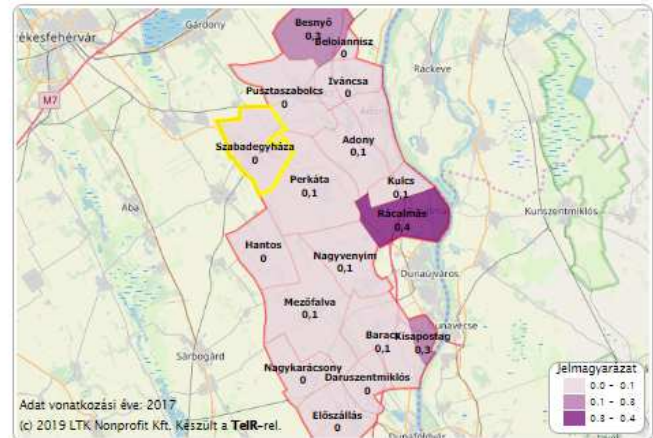 Besnyő
0,3
Beloiannisz
0
Gárdony
Székesfehérvár
Iváncsa
0
Ráckeve
M7
Pusztaszabolcs
0
Szabadegyháza
0
Adony
0,1
Perkáta
0,1
Kulcs
0,1
Aba
Rácalmás
0,4
Kunszentmiklós
Hantos
0
Nagyvenyim
0,1
Dunaújváros
Mezőfalva
0,1
Baracs
0,1
Kisapostag
0,3
Sárbogárd
Nagykarácsony
0
Daruszentmiklós
0
Előszállás
0
Jelmagyarázat
0.0 - 0.1
0.1 - 0.3
0.3 - 0.4
Adat vonatkozási éve: 2017
(c) 2019 LTK Nonprofit Kft. Készült a TeIR-rel.